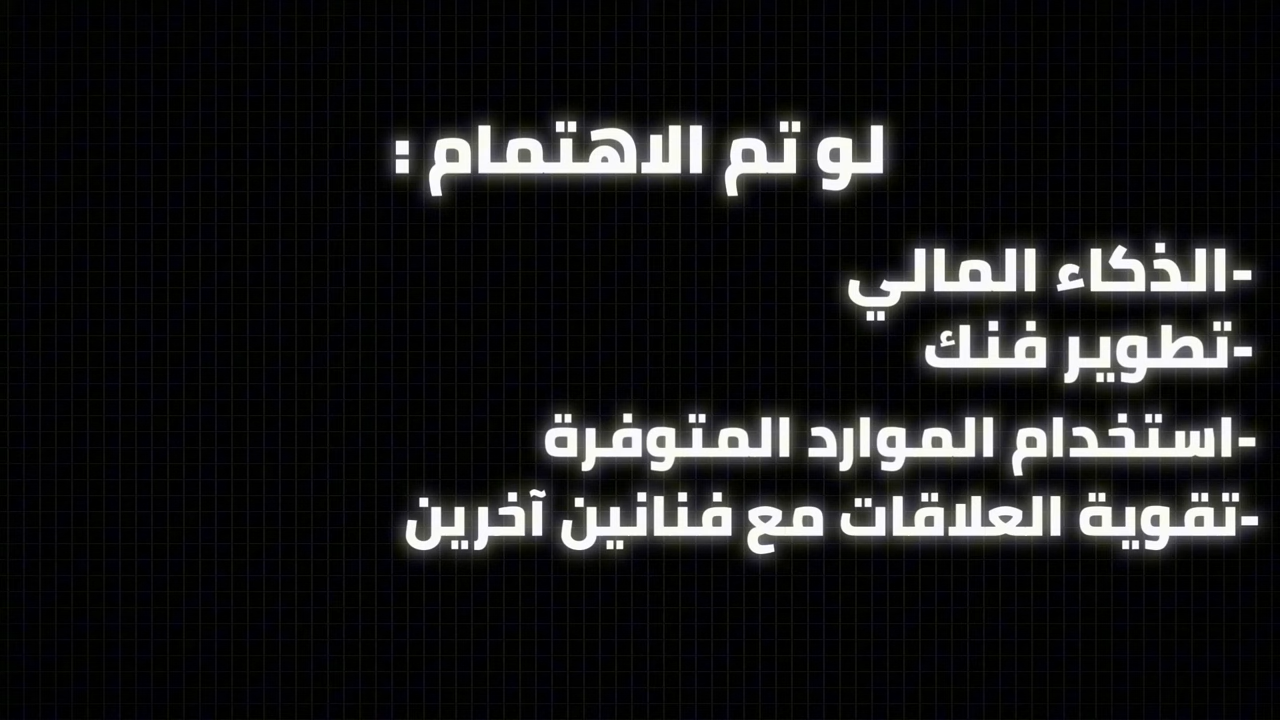 لو تم الاهتمام :
-الذكاء المالي
-تطوير فنك
-استخدام الموارد المتوفرة
-تقوية العلاقات مع فنانين آخرين